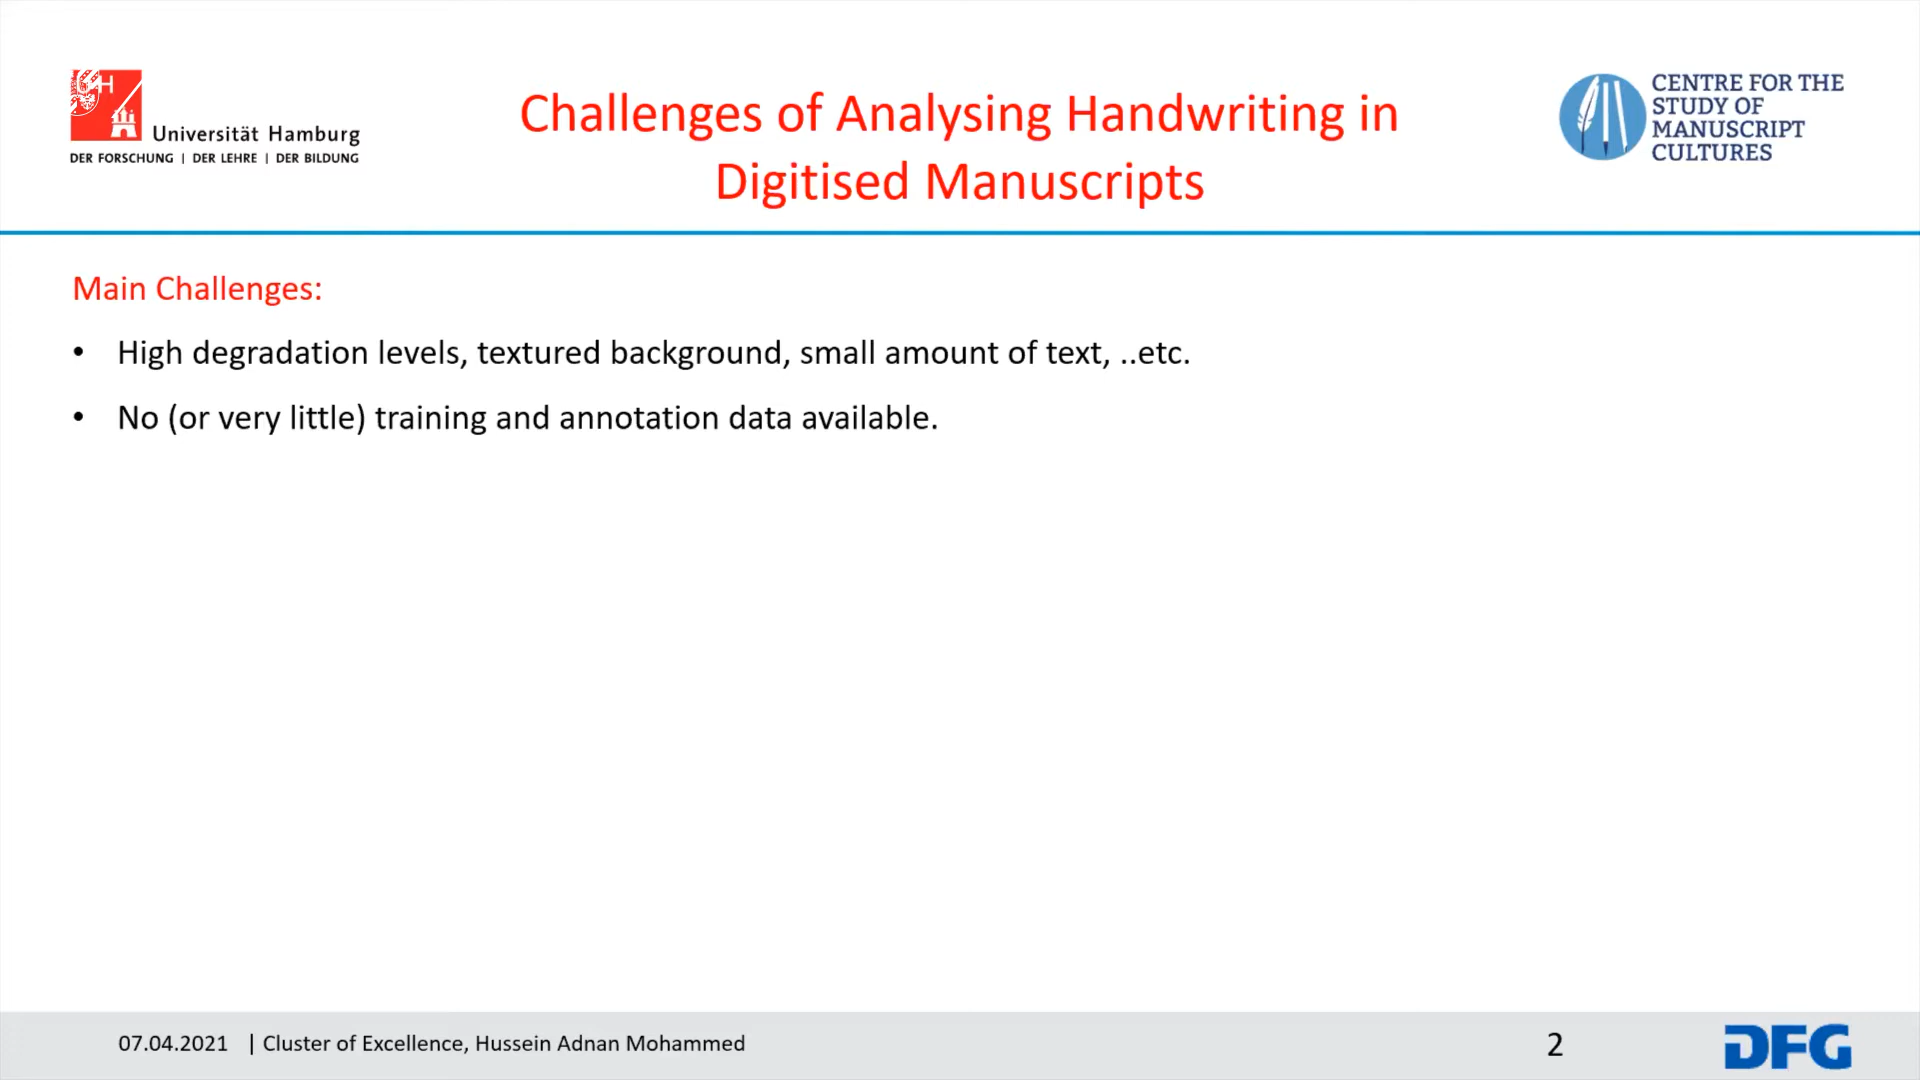 Universität Hamburg
DER FORSCHUNG | DER LEHRE | DER BILDUNG
Challenges of Analysing Handwriting in
Digitised Manuscripts
CENTRE FOR THE
STUDY OF
MANUSCRIPT
CULTURES
Main Challenges:
• High degradation levels, textured background, small amount of text, ..etc.
• No (or very little) training and annotation data available.
07.04.2021 | Cluster of Excellence, Hussein Adnan Mohammed
2
DFG